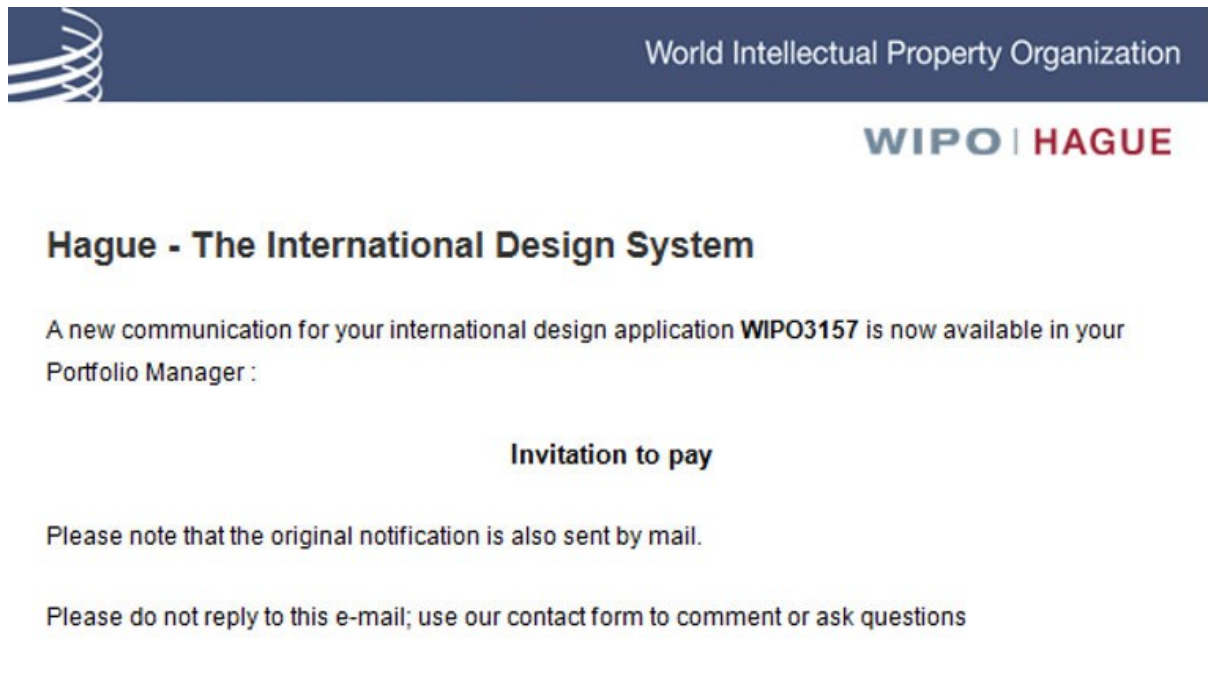 World Intellectual Property Organization
WIPO | HAGUE
Hague - The International Design System
A new communication for your international design application WIPO3157 is now available in your
Portfolio Manager :
Invitation to pay
Please note that the original notification is also sent by mail.
Please do not reply to this e-mail; use our contact form to comment or ask questions